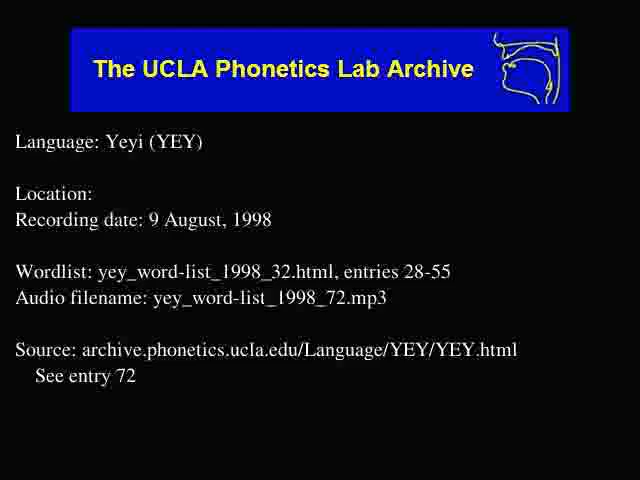 The UCLA Phonetics Lab Archive
Language: Yeyi (YEY)
Location:
Recording date: 9 August, 1998
Wordlist: yey_word-list_1998_32.html, entries 28-55
Audio filename: yey_word-list_1998_72.mp3
Source: archive.phonetics.ucla.edu/Language/YEY/YEY.html
See entry 72